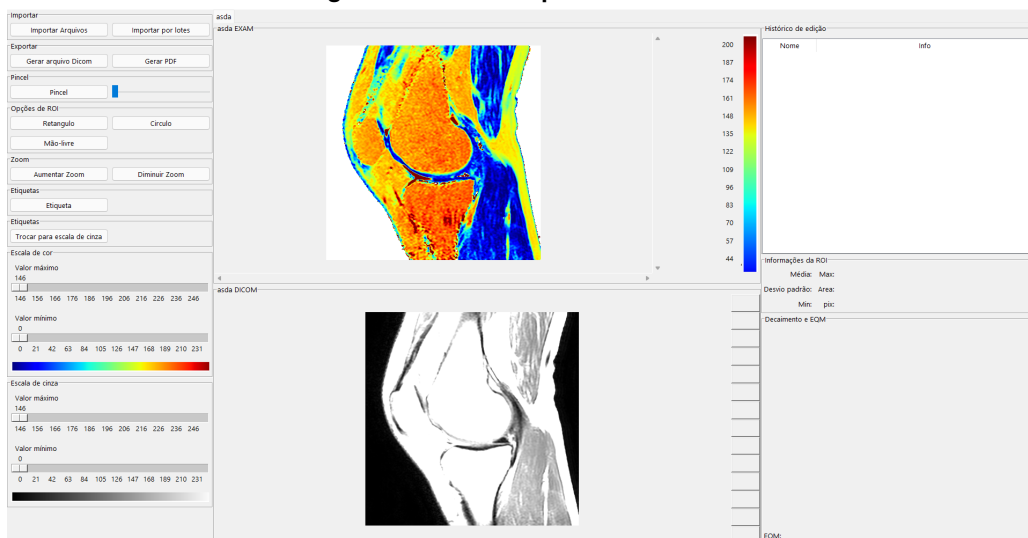 Importar
Importar Arquivos
Importar por lotes
Exportar
Gerar arquivo Dicom
Gerar PDF
Pincel
Pincel
Opções de ROI
Retangulo
Circulo
Mão-livre
Zoom
Aumentar Zoom
Diminuir Zoom
Etiquetas
Etiqueta
Etiquetas
Trocar para escala de cinza
Escala de cor
Valor máximo
146
146 156 166 176 186 196 206 216 226 236 246
Valor mínimo
0
0 21 42 63 84 105 126 147 168 189 210 231
Escala de cinza
Valor máximo
146
146 156 166 176 186 196 206 216 226 236 246
Valor mínimo
0
0 21 42 63 84 105 126 147 168 189 210 231
asda
asda EXAM
200
187
174
161
148
135
122
109
96
83
70
57
44
asda DICOM
Histórico de edição
Nome Info
Informações da ROI
Média: Max:
Desvio padrão: Area:
Min: pix:
Decaimento e EQM
EQM: